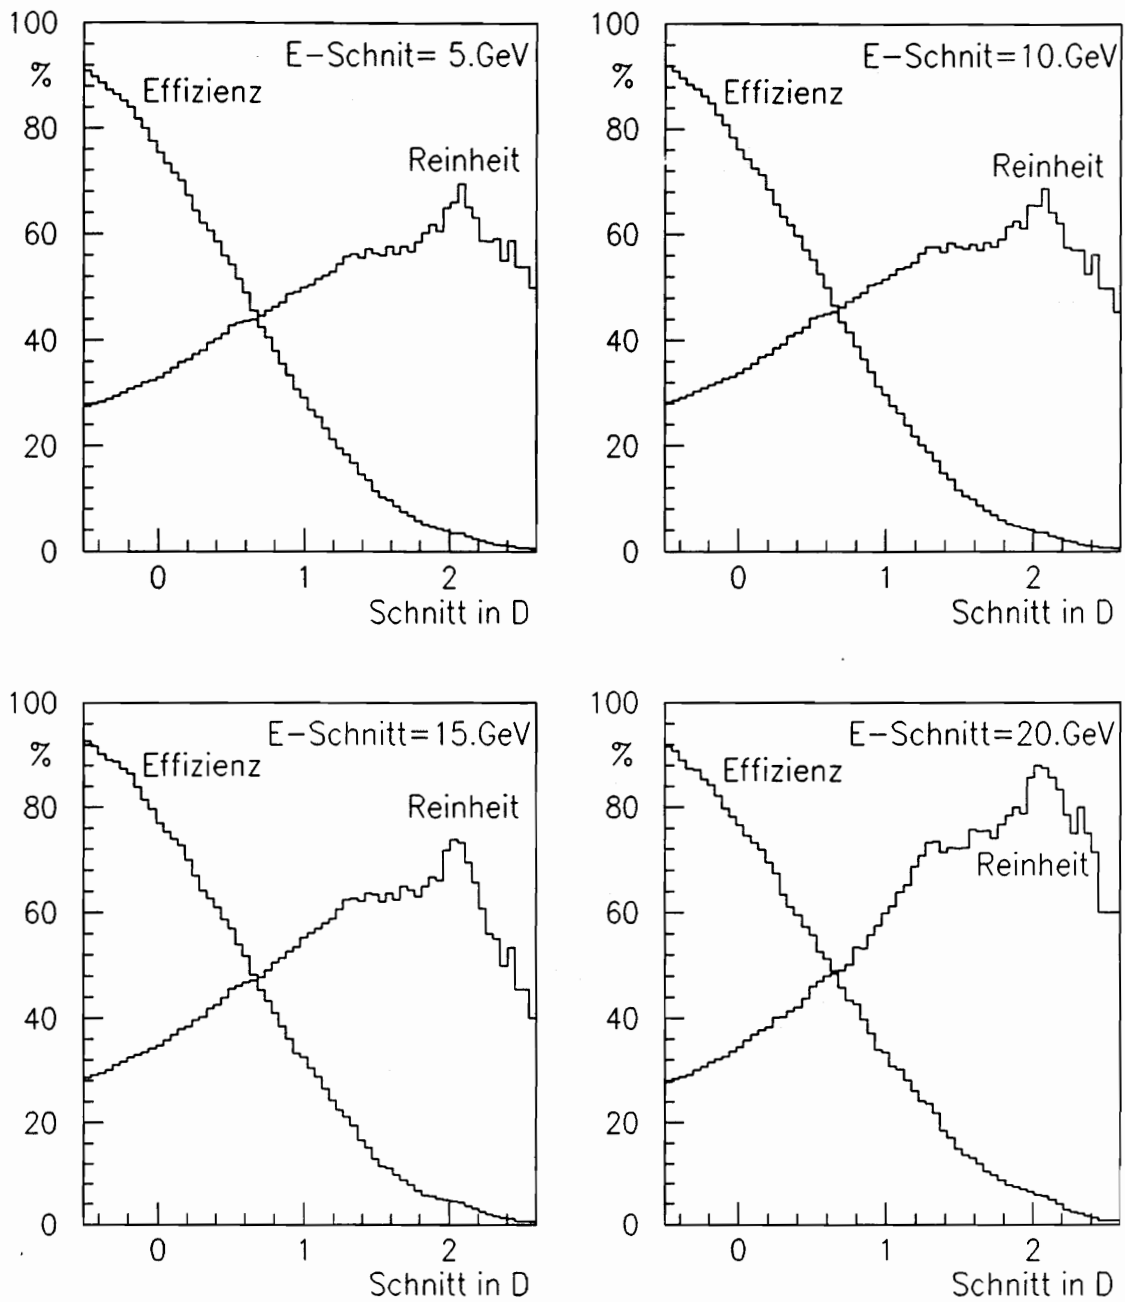 100
%
80
60
40
20
0
E-Schnit= 5.GeV
Effizienz
Reinheit
0 1 2
Schnitt in D
100
%
80
60
40
20
0
E-Schnit=10.GeV
Effizienz
Reinheit
0 1 2
Schnitt in D
100
%
80
60
40
20
0
E-Schnitt=15.GeV
Effizienz
Reinheit
0 1 2
Schnitt in D
100
%
80
60
40
20
0
E-Schnitt=20.GeV
Effizienz
Reinheit
0 1 2
Schnitt in D